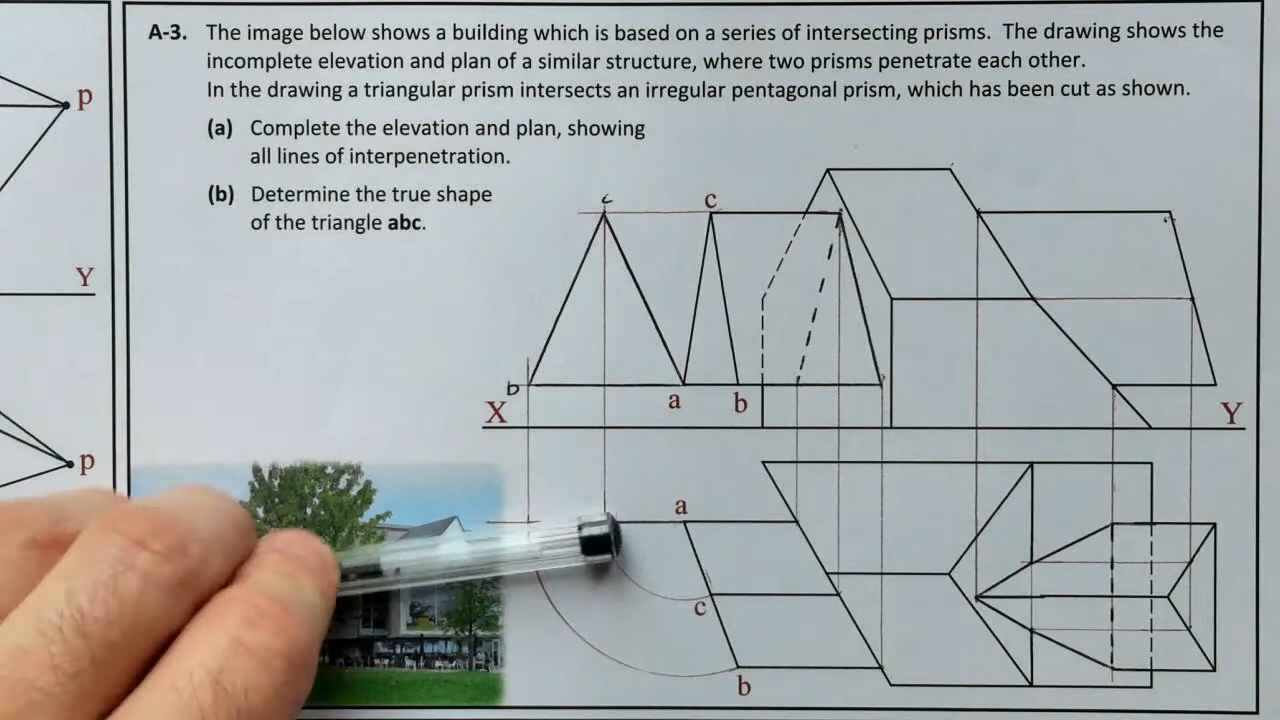 A-3. The image below shows a building which is based on a series of intersecting prisms. The drawing shows the
incomplete elevation and plan of a similar structure, where two prisms penetrate each other.
In the drawing a triangular prism intersects an irregular pentagonal prism, which has been cut as shown.
(a) Complete the elevation and plan, showing
all lines of interpenetration.
(b) Determine the true shape
of the triangle abc.
p
Y
p
c
c
b
a
b
X
Y
a
c
b